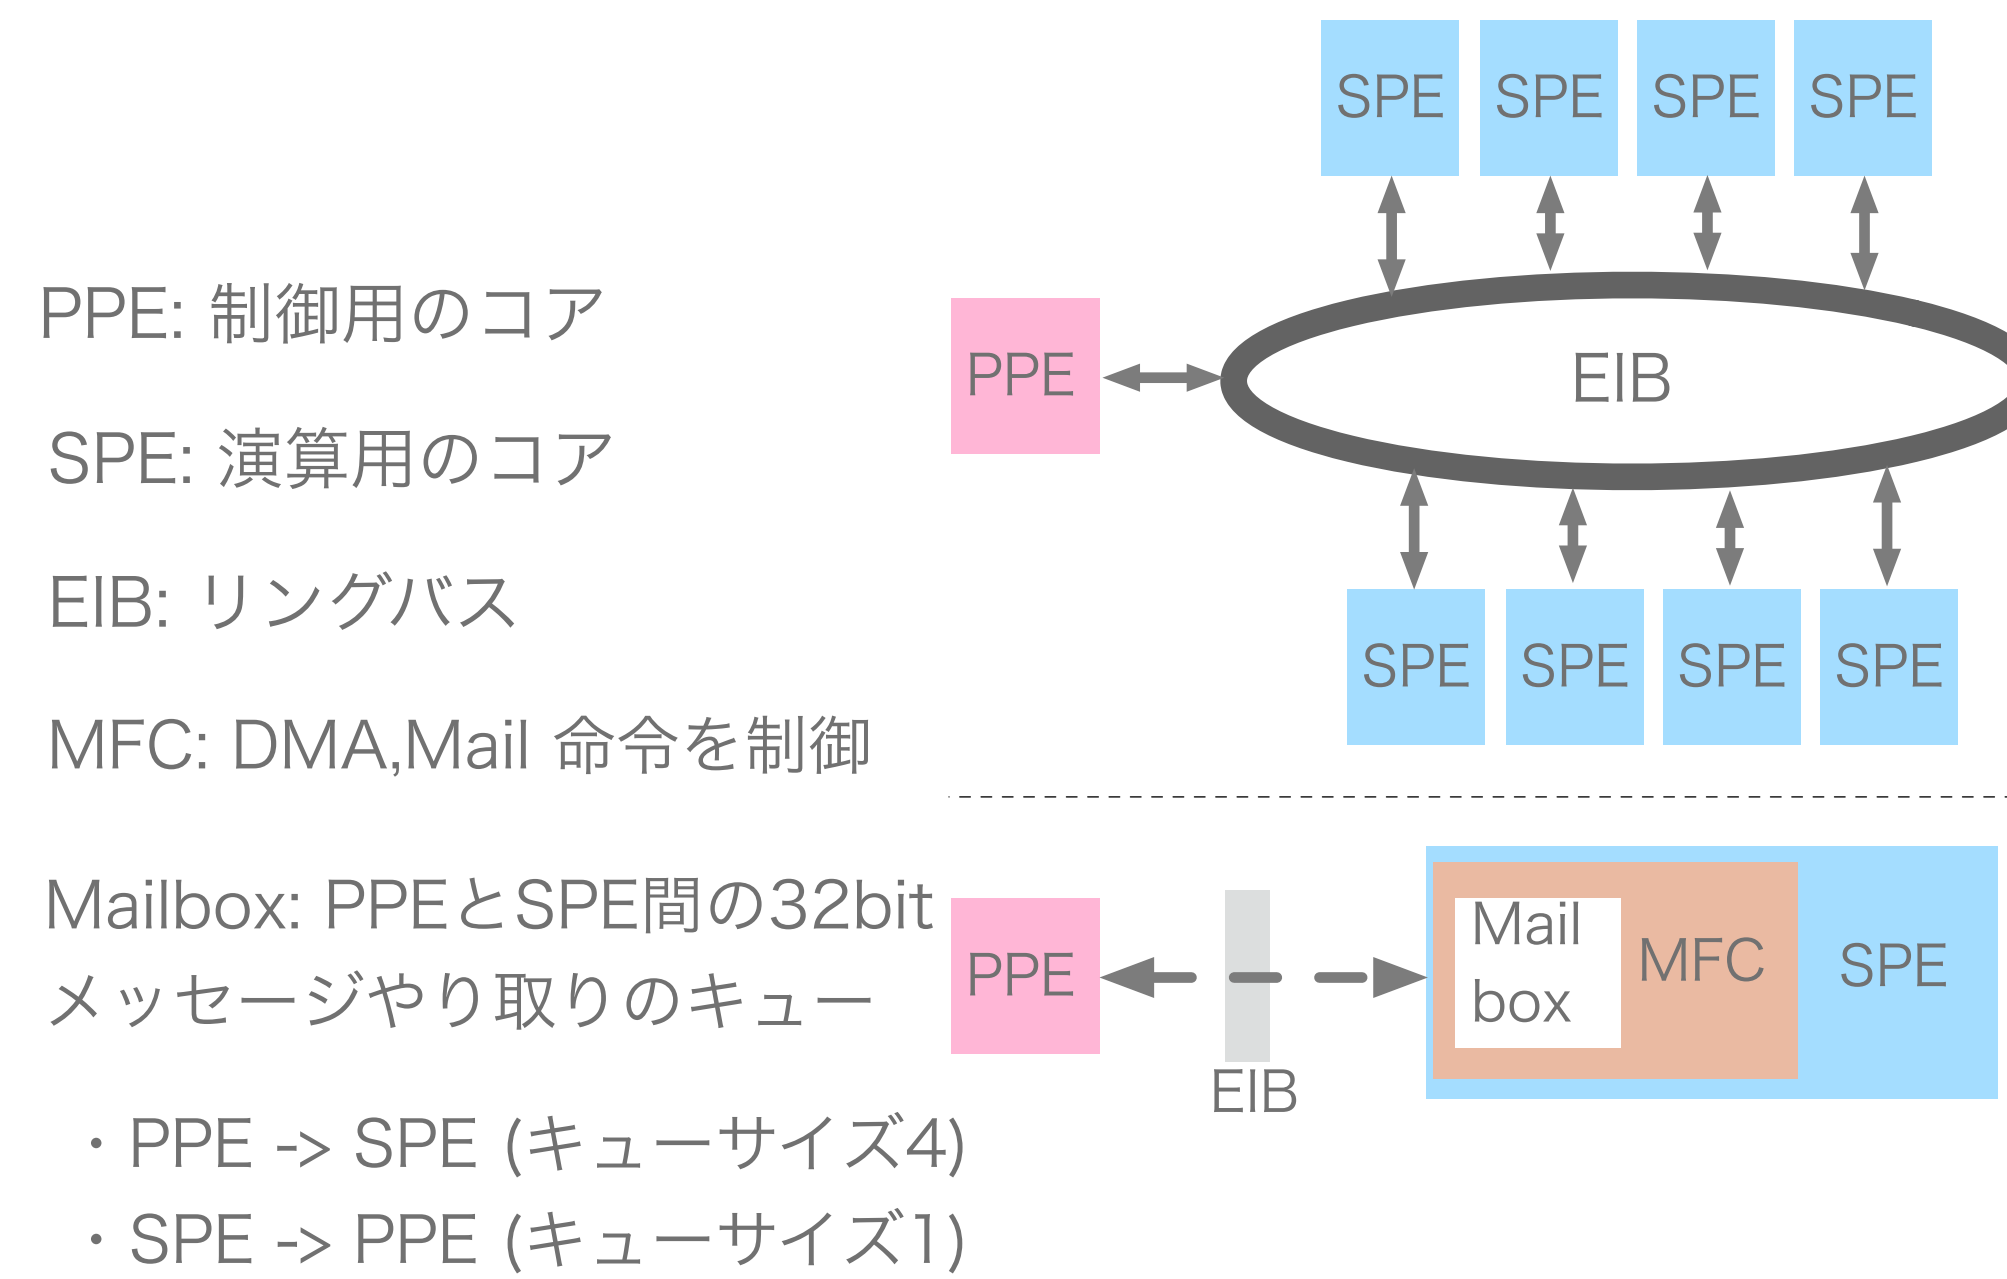 SPE SPE SPE SPE
PPE: 制御用のコア
PPE
EIB
SPE: 演算用のコア
EIB: リングバス
SPE SPE SPE SPE
MFC: DMA,Mail 命令を制御
Mailbox: PPEとSPE間の32bit
メッセージやり取りのキュー
・PPE -> SPE (キューサイズ4)
・SPE -> PPE (キューサイズ1)
PPE
EIB
Mail
box
MFC
SPE